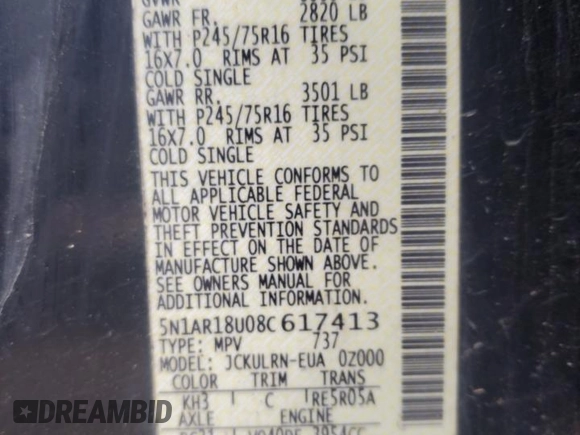 GAWR FR. 2820 LB
WITH P245/75R16 TIRES
16X7.0 RIMS AT 35 PSI
COLD SINGLE
GAWR RR. 3501 LB
WITH P245/75R16 TIRES
16X7.0 RIMS AT 35 PSI
COLD SINGLE
THIS VEHICLE CONFORMS TO
ALL APPLICABLE FEDERAL
MOTOR VEHICLE SAFETY AND
THEFT PREVENTION STANDARDS
IN EFFECT ON THE DATE OF
MANUFACTURE SHOWN ABOVE.
SEE OWNERS MANUAL FOR
ADDITIONAL INFORMATION
5N1AR18U08C617413
TYPE: MPV 737
MODEL: JCKULRN-EUA 0Z000
COLOR TRIM TRANS
KH3 C RE5R05A
AXLE ENGINE
VQ40DE 3954CC
AUTOBIDMASTER